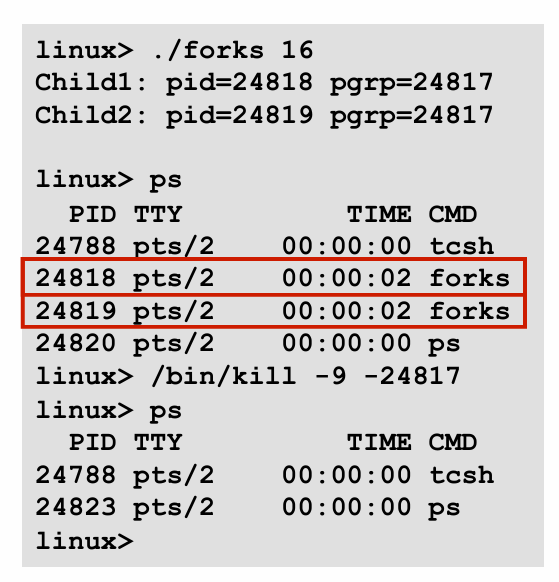 linux> ./forks 16
Child1: pid=24818 pgrp=24817
Child2: pid=24819 pgrp=24817
linux> ps
  PID TTY          TIME CMD
24788 pts/2    00:00:00 tcsh
24818 pts/2    00:00:02 forks
24819 pts/2    00:00:02 forks
24820 pts/2    00:00:00 ps
linux> /bin/kill -9 -24817
linux> ps
  PID TTY          TIME CMD
24788 pts/2    00:00:00 tcsh
24823 pts/2    00:00:00 ps
linux>